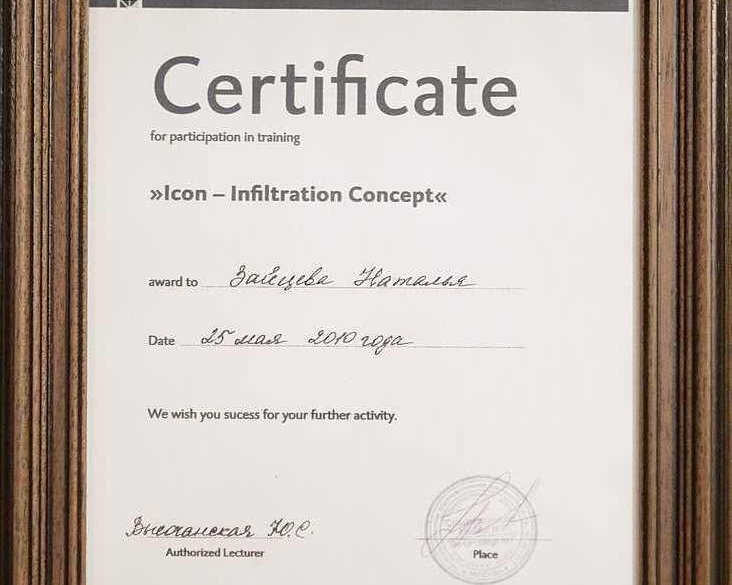 Certificate
for participation in training
»Icon – Infiltration Concept«
award to Зайцева Наталья
Date 25 мая 2010 года
We wish you sucess for your further activity.
Ю.С.
Authorized Lecturer
Place